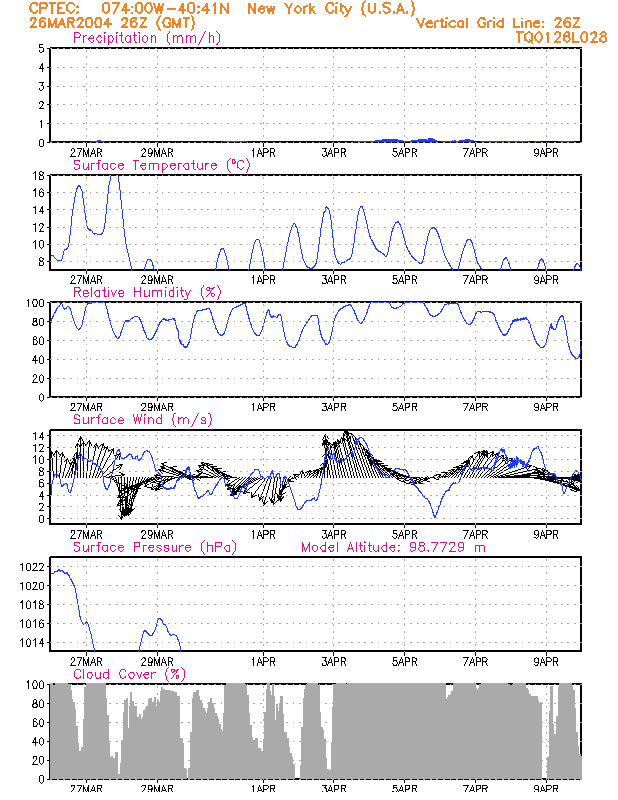 CPTEC: 074:00W-40:41N New York City (U.S.A.)
26MAR2004 26Z (GMT) Vertical Grid Line: 26Z
Precipitation (mm/h) TQ0126L028
5
4
3
2
1
0
27MAR 29MAR 1APR 3APR 5APR 7APR 9APR
Surface Temperature (ºC)
18
16
14
12
10
8
27MAR 29MAR 1APR 3APR 5APR 7APR 9APR
Relative Humidity (%)
100
80
60
40
20
0
27MAR 29MAR 1APR 3APR 5APR 7APR 9APR
Surface Wind (m/s)
14
12
10
8
6
4
2
0
27MAR 29MAR 1APR 3APR 5APR 7APR 9APR
Surface Pressure (hPa) Model Altitude: 98.7729 m
1022
1020
1018
1016
1014
27MAR 29MAR 1APR 3APR 5APR 7APR 9APR
Cloud Cover (%)
100
80
60
40
20
0
27MAR 29MAR 1APR 3APR 5APR 7APR 9APR